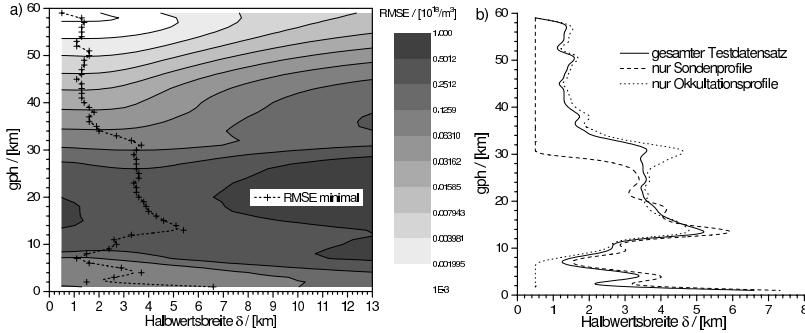 a)
gph / [km]
60
50
40
30
20
10
0
0 1 2 3 4 5 6 7 8 9 10 11 12 13
Halbwertsbreite δ / [km]
RMSE minimal
RMSE / [10¹⁸/m³]
1.000
0.5012
0.2512
0.1259
0.06310
0.03162
0.01585
0.007943
0.003981
0.001995
1E-3
b)
gph / [km]
60
50
40
30
20
10
0
0 1 2 3 4 5 6 7 8
Halbwertsbreite δ / [km]
gesamter Testdatensatz
nur Sondenprofile
nur Okkultationsprofile